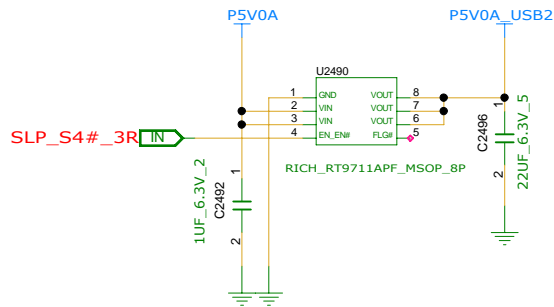 P5V0A
P5V0A_USB2
U2490
1 GND VOUT 8
2 VIN VOUT 7
3 VIN VOUT 6
4 EN_EN# FLG# 5
SLP_S4#_3R IN
RICH_RT9711APF_MSOP_8P
1
C2492
1UF_6.3V_2
2
1
C2496
22UF_6.3V_5
2